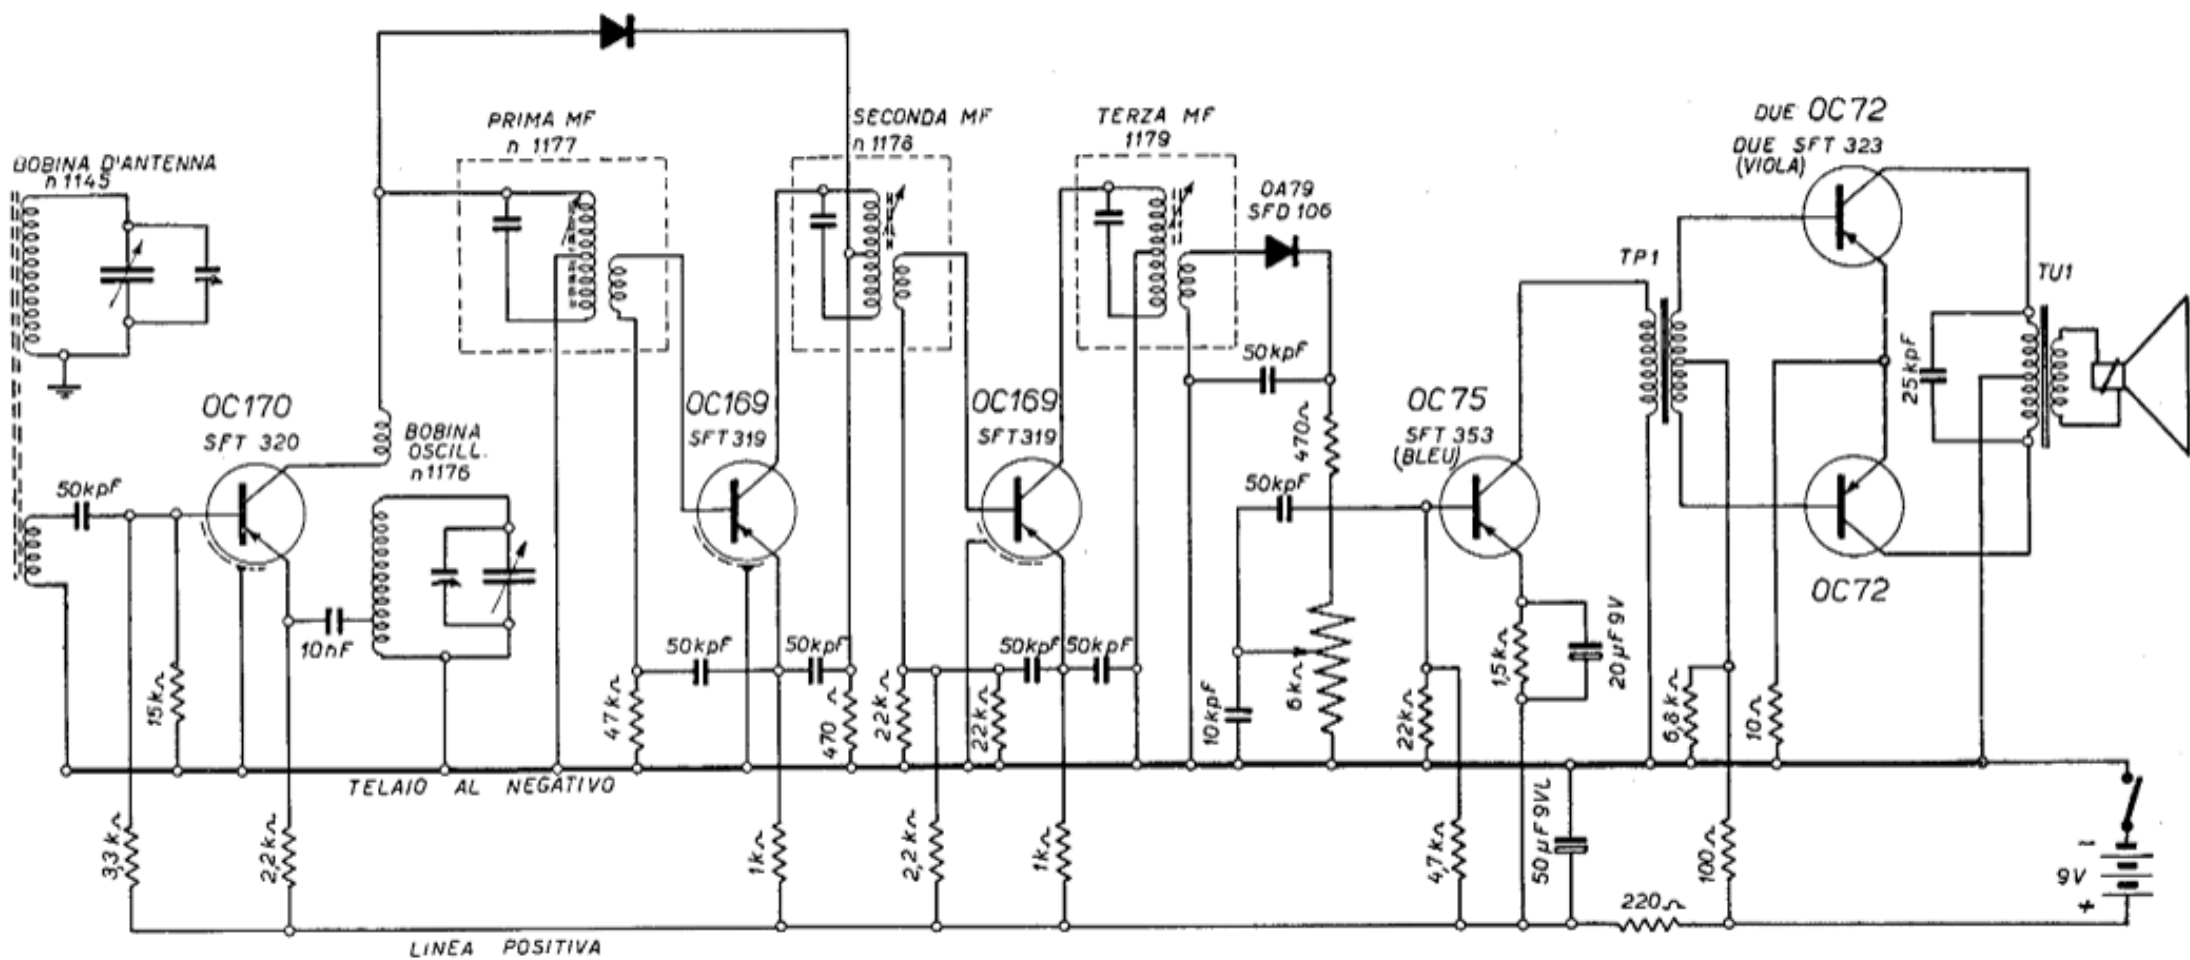 BOBINA D'ANTENNA
n 1145
PRIMA MF
n 1177
SECONDA MF
n 1178
TERZA MF
1179
OA79
SFD 106
DUE OC72
DUE SFT 323
(VIOLA)
TP1
TU1
25kpF
OC170
SFT 320
BOBINA
OSCILL.
n 1176
OC169
SFT 319
OC169
SFT 319
50kpF
470Ω
OC75
SFT 353
(BLEU)
50kpF
50kpF
OC72
10nF
15kΩ
50kpF
50kpF
50kpF
50kpF
47kΩ
470Ω
22kΩ
22kΩ
10kpF
6kΩ
22kΩ
1,5kΩ
20µF 9V
6,8kΩ
10Ω
TELAIO AL NEGATIVO
3,3kΩ
2,2kΩ
1kΩ
2,2kΩ
1kΩ
4,7kΩ
50µF 9VL
220Ω
100Ω
-
9V
+
LINEA POSITIVA